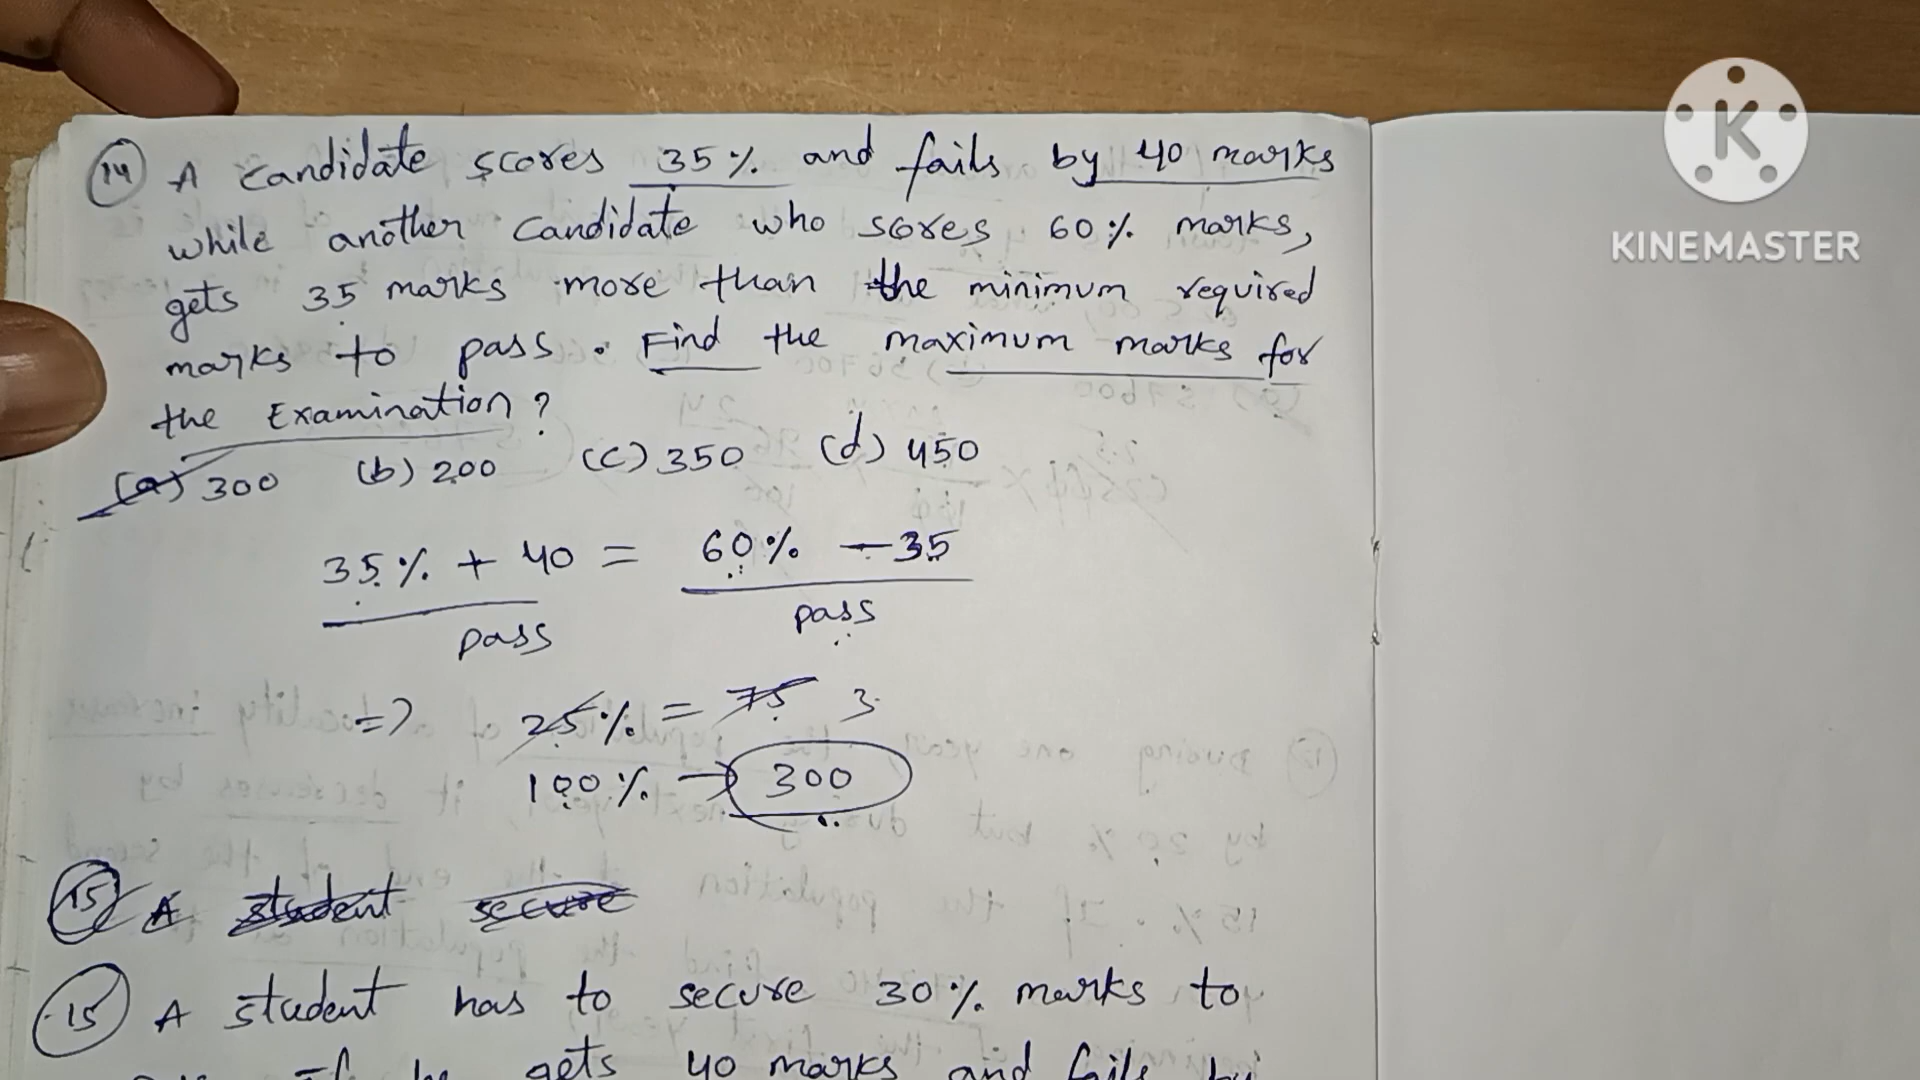 14 A candidate scores 35% and fails by 40 marks
while another candidate who scores 60% marks,
gets 35 marks more than the minimum required
marks to pass. Find the maximum marks for
the Examination?
(a) 300 (b) 200 (c) 350 (d) 450
35% + 40 = 60% - 35
pass pass
=> 25% = 75 3
100% → 300
15 A student secure
15 A student has to secure 30% marks to
gets 40 marks and fails by
K
KINEMASTER